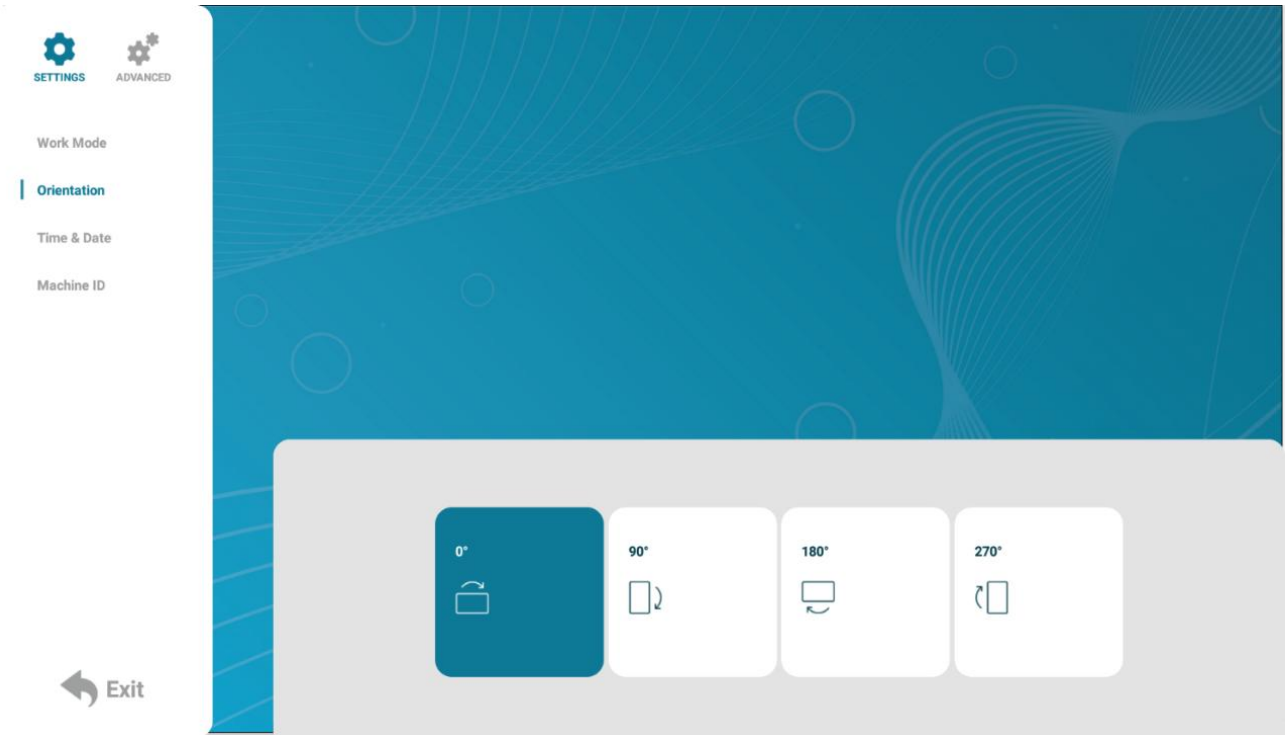 SETTINGS
ADVANCED
Work Mode
Orientation
Time & Date
Machine ID
0°
90°
180°
270°
Exit